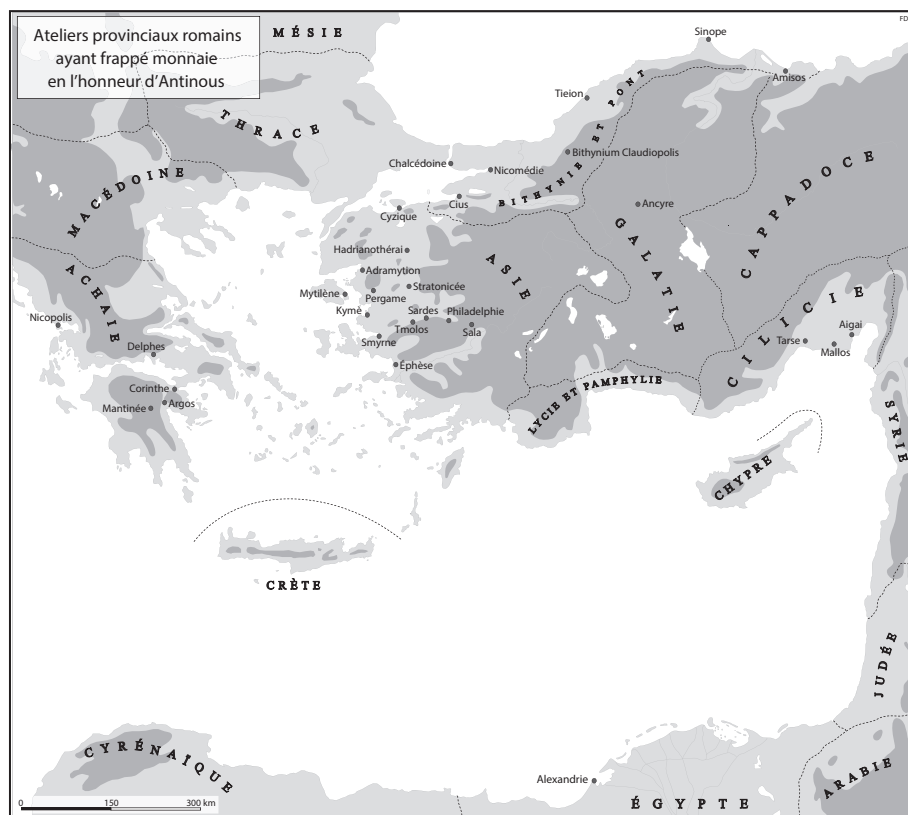 Ateliers provinciaux romains
ayant frappé monnaie
en l'honneur d'Antinous
FD
MÉSIE
Sinope
Amisos
Tieion
THRACE
BITHYNIE ET PONT
Chalcédoine
Bithynium Claudiopolis
Nicomédie
CAPPADOCE
MACÉDOINE
Cius
Cyzique
Ancyre
GALATIE
Hadrianothérai
ASIE
Adramytion
ACHAIE
Mytilène
Stratonicée
Pergame
Kymè
Sardes
Philadelphie
CILICIE
Nicopolis
Tmolos
Sala
Aigai
Smyrne
Tarse
Mallos
Delphes
Éphèse
LYCIE ET PAMPHYLIE
Corinthe
Argos
Mantinée
SYRIE
CHYPRE
CRÈTE
JUDÉE
CYRÉNAÏQUE
Alexandrie
ÉGYPTE
ARABIE
0 150 300 km